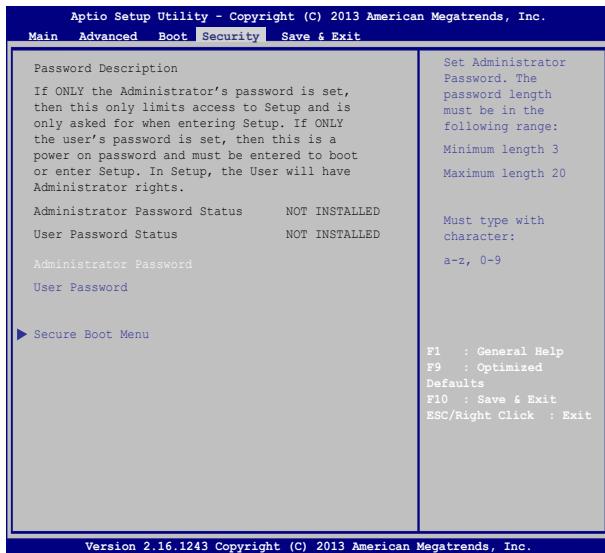 Aptio Setup Utility - Copyright (C) 2013 American Megatrends, Inc.
Main Advanced Boot Security Save & Exit
Password Description
If ONLY the Administrator's password is set,
then this only limits access to Setup and is
only asked for when entering Setup. If ONLY
the user's password is set, then this is a
power on password and must be entered to boot
or enter Setup. In Setup, the User will have
Administrator rights.
Administrator Password Status NOT INSTALLED
User Password Status NOT INSTALLED
Administrator Password
User Password
Secure Boot Menu
Set Administrator
Password. The
password length
must be in the
following range:
Minimum length 3
Maximum length 20
Must type with
character:
a-z, 0-9
F1 : General Help
F9 : Optimized
Defaults
F10 : Save & Exit
ESC/Right Click : Exit
Version 2.16.1243 Copyright (C) 2013 American Megatrends, Inc.